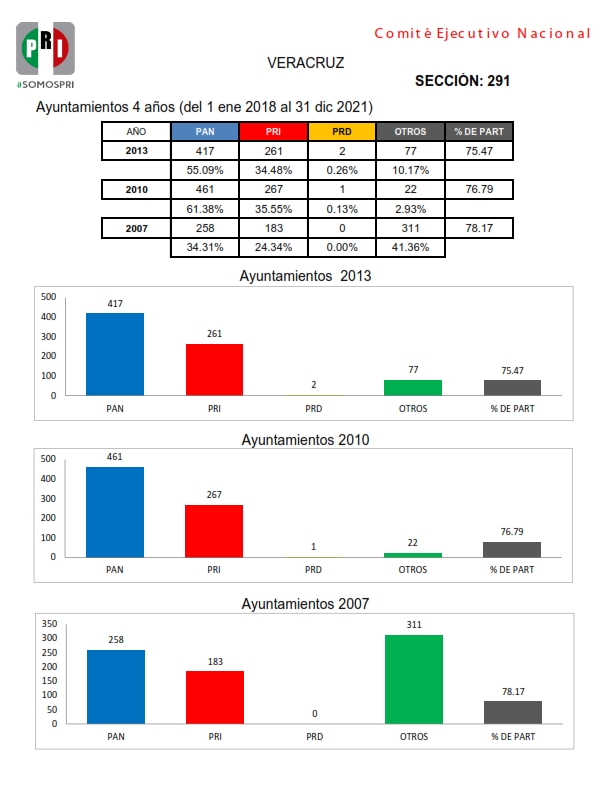 Comité Ejecutivo Nacional
PRI
#SOMOSPRI
VERACRUZ
SECCIÓN: 291
Ayuntamientos 4 años (del 1 ene 2018 al 31 dic 2021)
AÑO PAN PRI PRD OTROS % DE PART
2013 417 261 2 77 75.47
55.09% 34.48% 0.26% 10.17%
2010 461 267 1 22 76.79
61.38% 35.55% 0.13% 2.93%
2007 258 183 0 311 78.17
34.31% 24.34% 0.00% 41.36%
Ayuntamientos 2013
500
400
300
200
100
0
417
261
2
77
75.47
PAN PRI PRD OTROS % DE PART
Ayuntamientos 2010
500
400
300
200
100
0
461
267
1
22
76.79
PAN PRI PRD OTROS % DE PART
Ayuntamientos 2007
350
300
250
200
150
100
50
0
258
183
0
311
78.17
PAN PRI PRD OTROS % DE PART